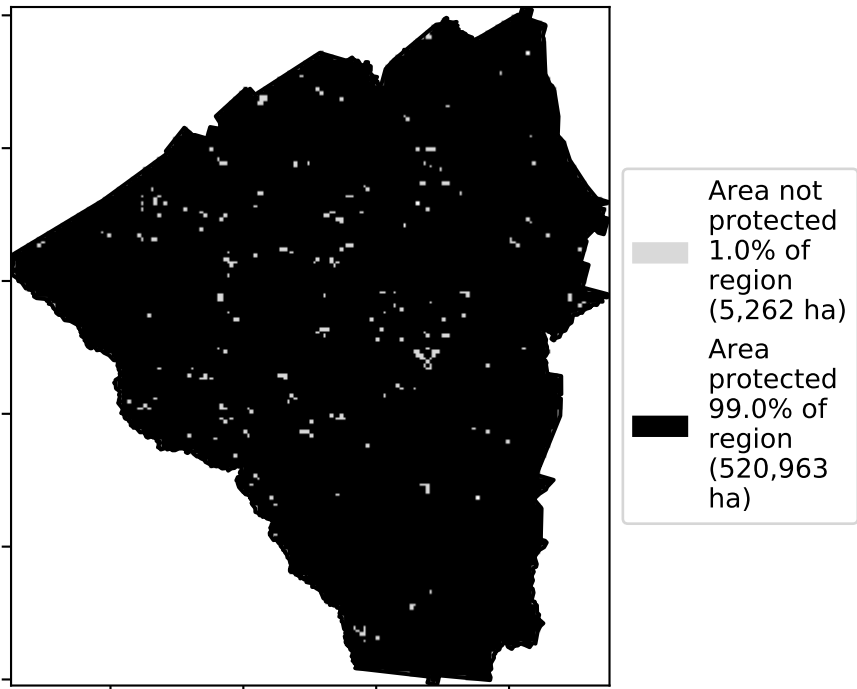 Area not
protected
1.0% of
region
(5,262 ha)
Area
protected
99.0% of
region
(520,963
ha)